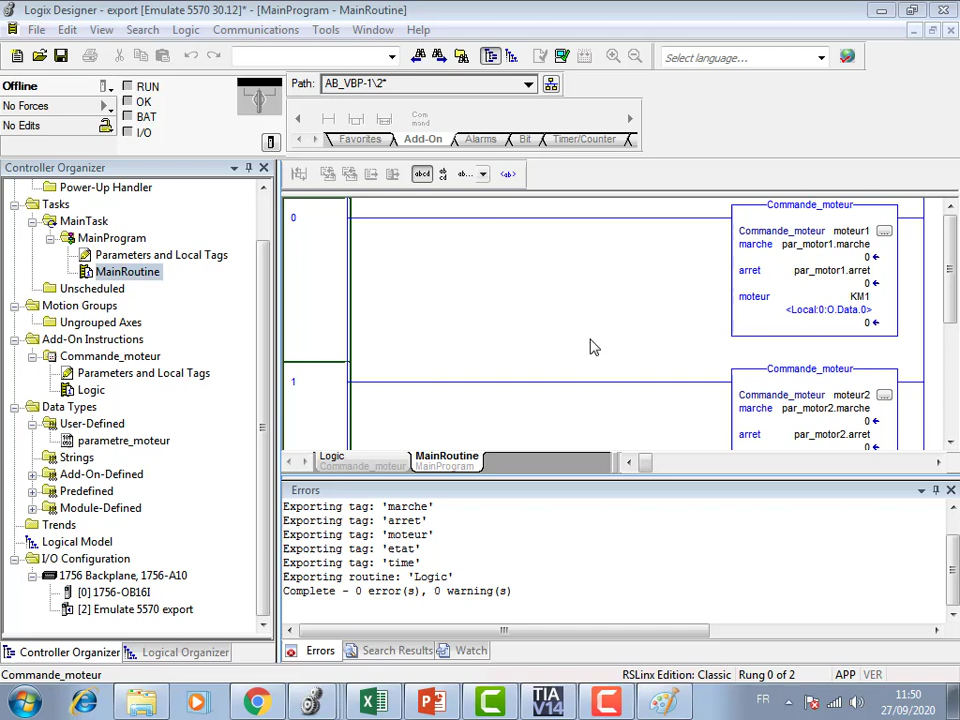 Logix Designer - export [Emulate 5570 30.12]* - [MainProgram - MainRoutine]
File Edit View Search Logic Communications Tools Window Help
Select language...
Offline
RUN
Path: AB_VBP-1\2*
No Forces
OK
No Edits
BAT
I/O
Com
mand
Favorites Add-On Alarms Bit Timer/Counter
Controller Organizer
Power-Up Handler
Tasks
MainTask
MainProgram
Parameters and Local Tags
MainRoutine
Unscheduled
Motion Groups
Ungrouped Axes
Add-On Instructions
Commande_moteur
Parameters and Local Tags
Logic
Data Types
User-Defined
parametre_moteur
Strings
Add-On-Defined
Predefined
Module-Defined
Trends
Logical Model
I/O Configuration
1756 Backplane, 1756-A10
[0] 1756-OB16I
[2] Emulate 5570 export
Controller Organizer Logical Organizer
abcd ab cd ab... <ab>
0
Commande_moteur
Commande_moteur moteur1 ...
marche par_motor1.marche
0
arret par_motor1.arret
0
moteur KM1
<Local:0:O.Data.0>
0
1
Commande_moteur
Commande_moteur moteur2 ...
marche par_motor2.marche
0
arret par_motor2.arret
Logic
Commande_moteur
MainRoutine
MainProgram
Errors
Exporting tag: 'marche'
Exporting tag: 'arret'
Exporting tag: 'moteur'
Exporting tag: 'etat'
Exporting tag: 'time'
Exporting routine: 'Logic'
Complete - 0 error(s), 0 warning(s)
Errors Search Results Watch
Commande_moteur
RSLinx Edition: Classic Rung 0 of 2 APP VER
TIA
V14
FR
11:50
27/09/2020